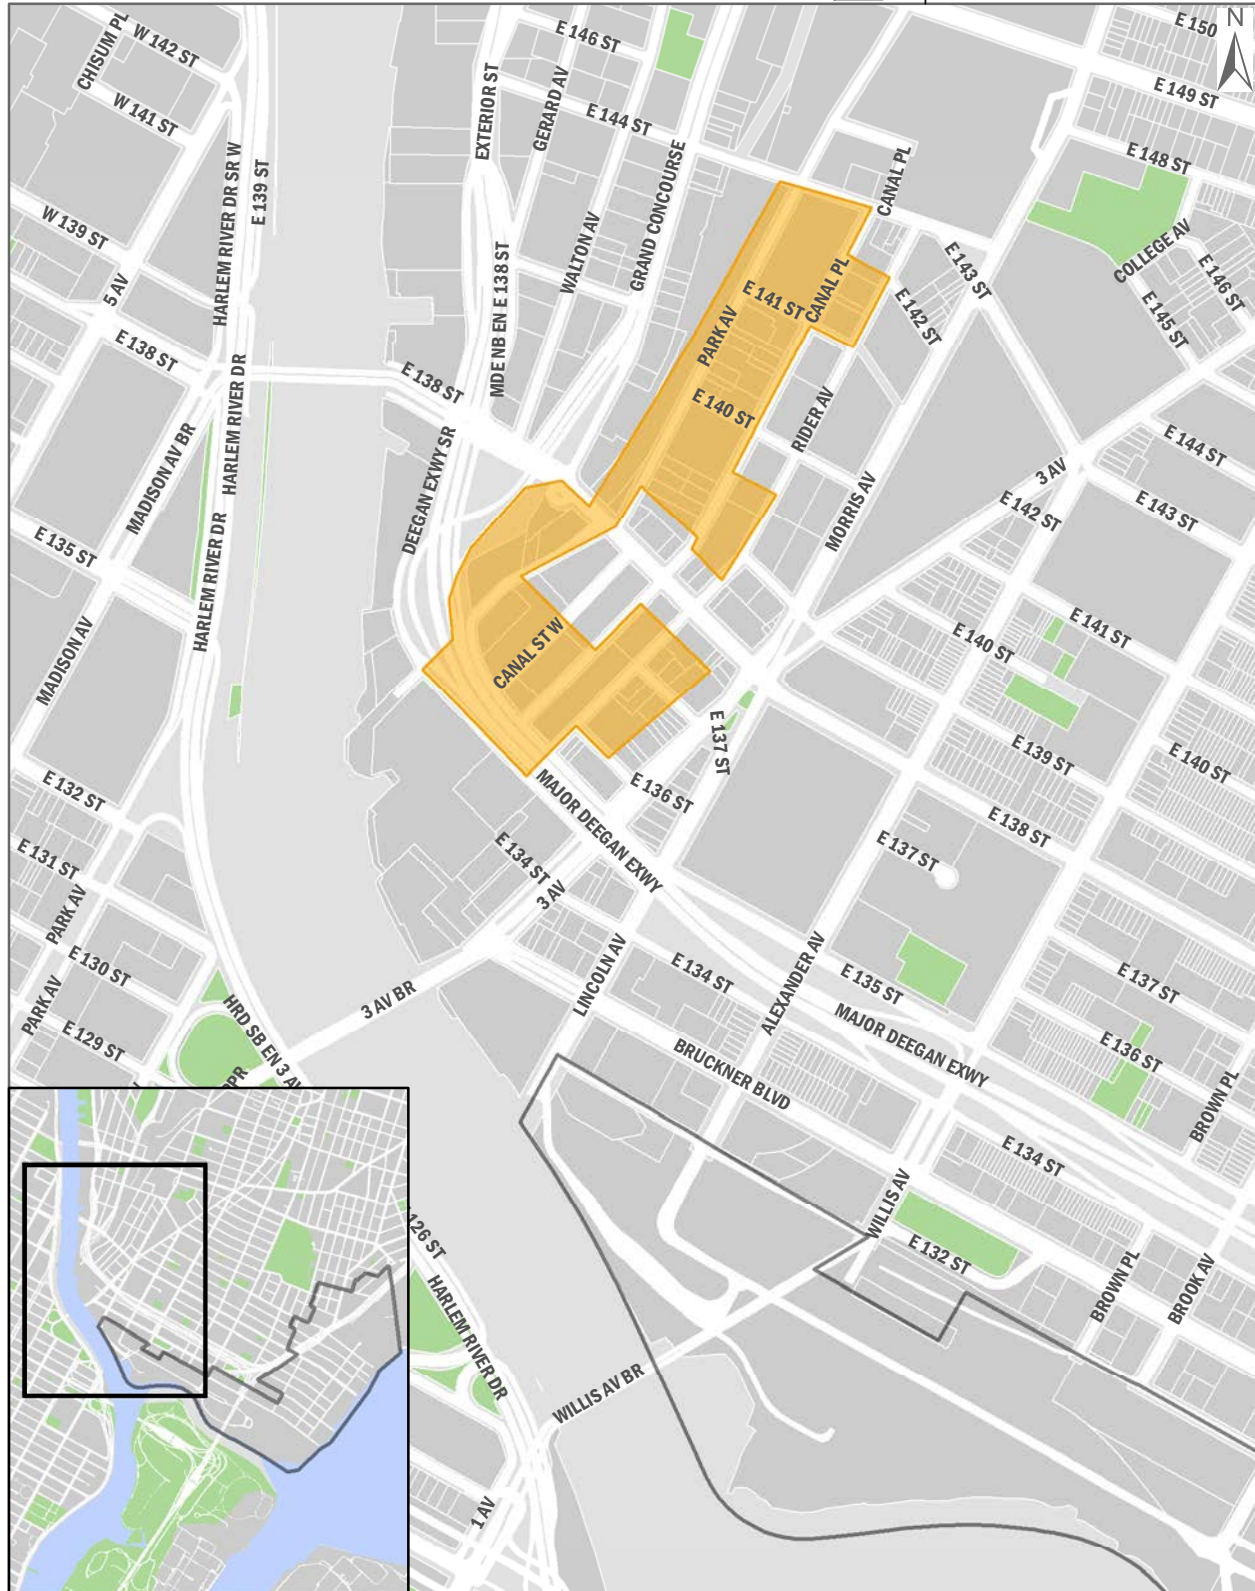 E 146 ST
E 150
N
CHISUM PL
W 142 ST
E 149 ST
EXTERIOR ST
GERARD AV
E 144 ST
W 141 ST
E 148 ST
CANAL PL
GRAND CONCOURSE
HARLEM RIVER DR SR W
E 139 ST
W 139 ST
WALTON AV
COLLEGE AV
E 146 ST
E 143 ST
5 AV
MDE NB EN E 138 ST
E 141 ST
CANAL PL
E 142 ST
E 145 ST
PARK AV
E 138 ST
E 138 ST
HARLEM RIVER DR
HARLEM RIVER DR
E 140 ST
RIDER AV
E 144 ST
MADISON AV BR
DEEGAN EXWY SR
3 AV
MORRIS AV
E 142 ST
E 143 ST
E 135 ST
HARLEM RIVER DR
MADISON AV
CANAL ST W
E 140 ST
E 141 ST
E 137 ST
E 139 ST
E 140 ST
E 132 ST
MAJOR DEEGAN EXWY
E 136 ST
E 138 ST
E 131 ST
E 134 ST
3 AV
E 137 ST
PARK AV
E 130 ST
LINCOLN AV
E 134 ST
ALEXANDER AV
E 135 ST
E 137 ST
PARK AV
E 129 ST
HRD SB EN 3 AV
3 AV BR
MAJOR DEEGAN EXWY
E 136 ST
BRUCKNER BLVD
BROWN PL
E 134 ST
WILLIS AV
E 132 ST
BROWN PL
BROOK AV
126 ST
HARLEM RIVER DR
WILLIS AV BR
1 AV